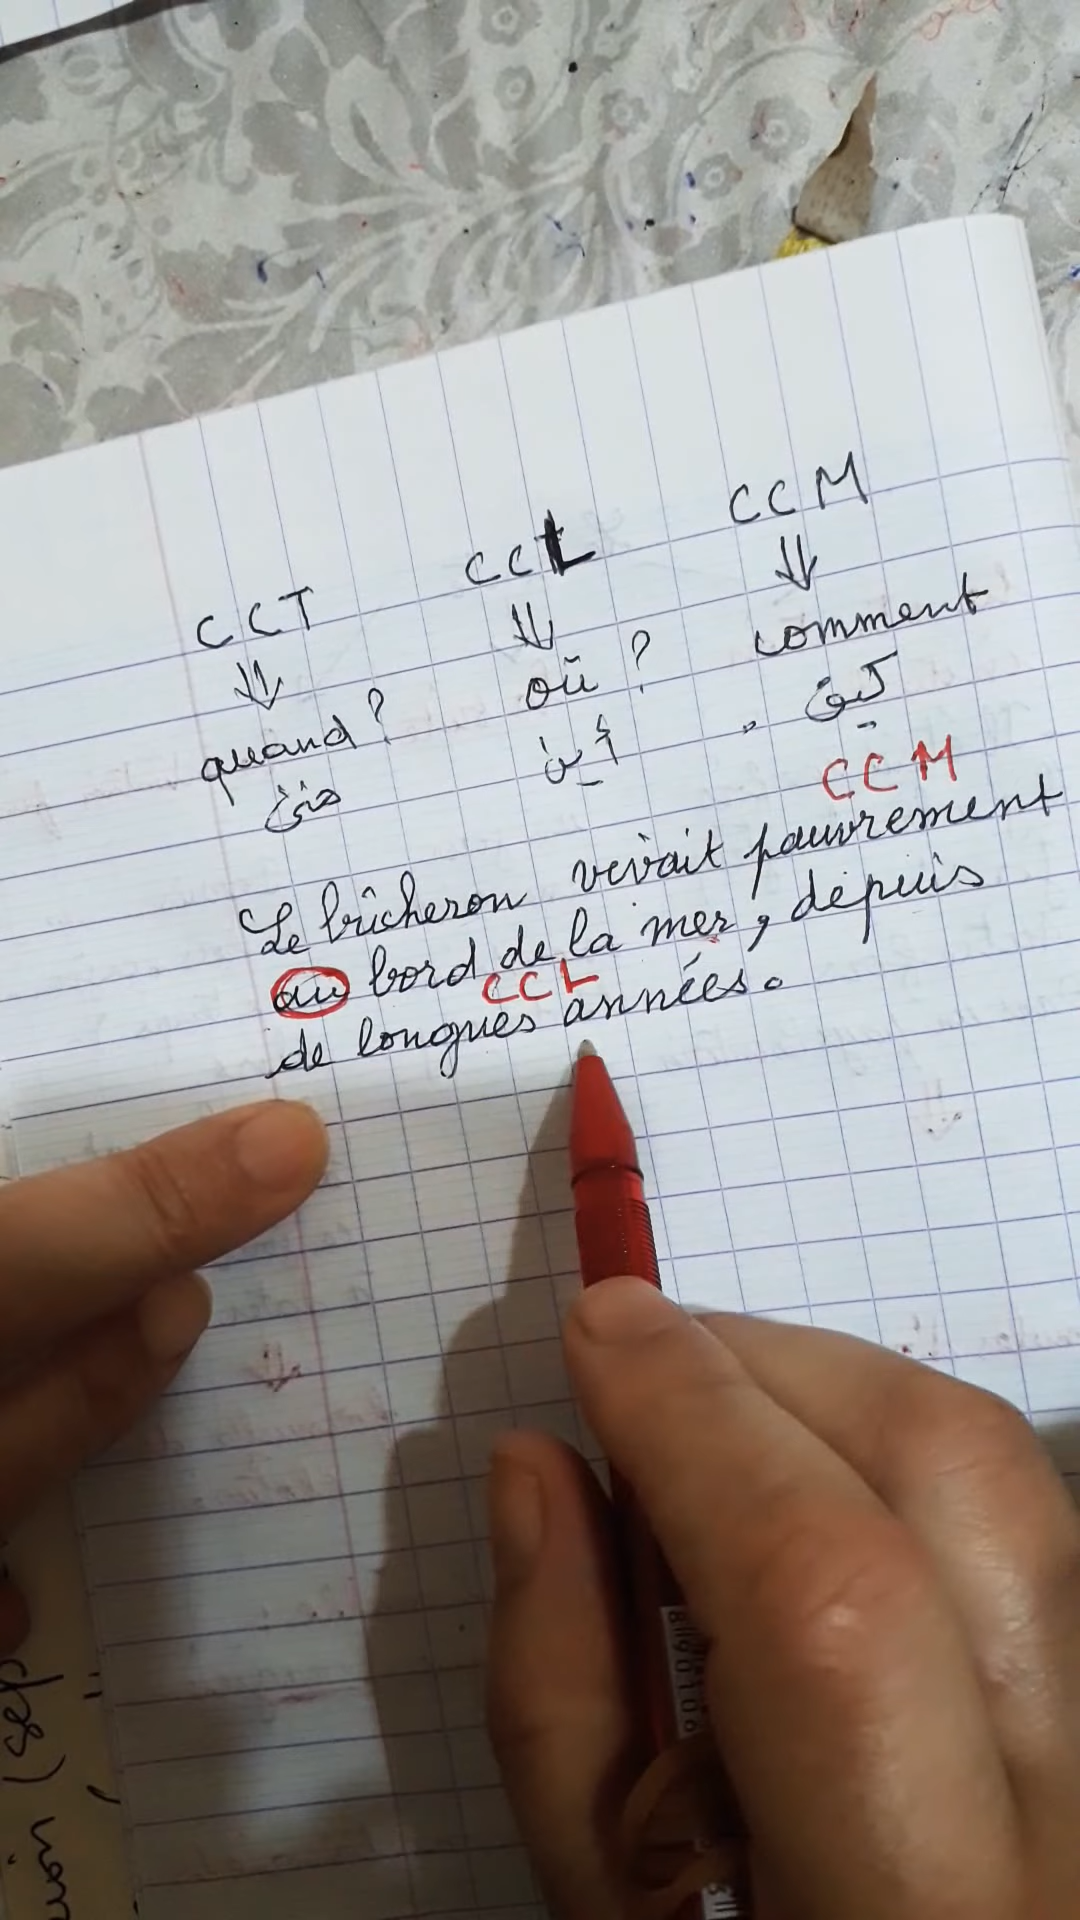 CCT CCL CCM
quand ? où ? comment
متى أين كيف
CCM
Le bûcheron vivait pauvrement
au bord de la mer, depuis
CCL
de longues années.